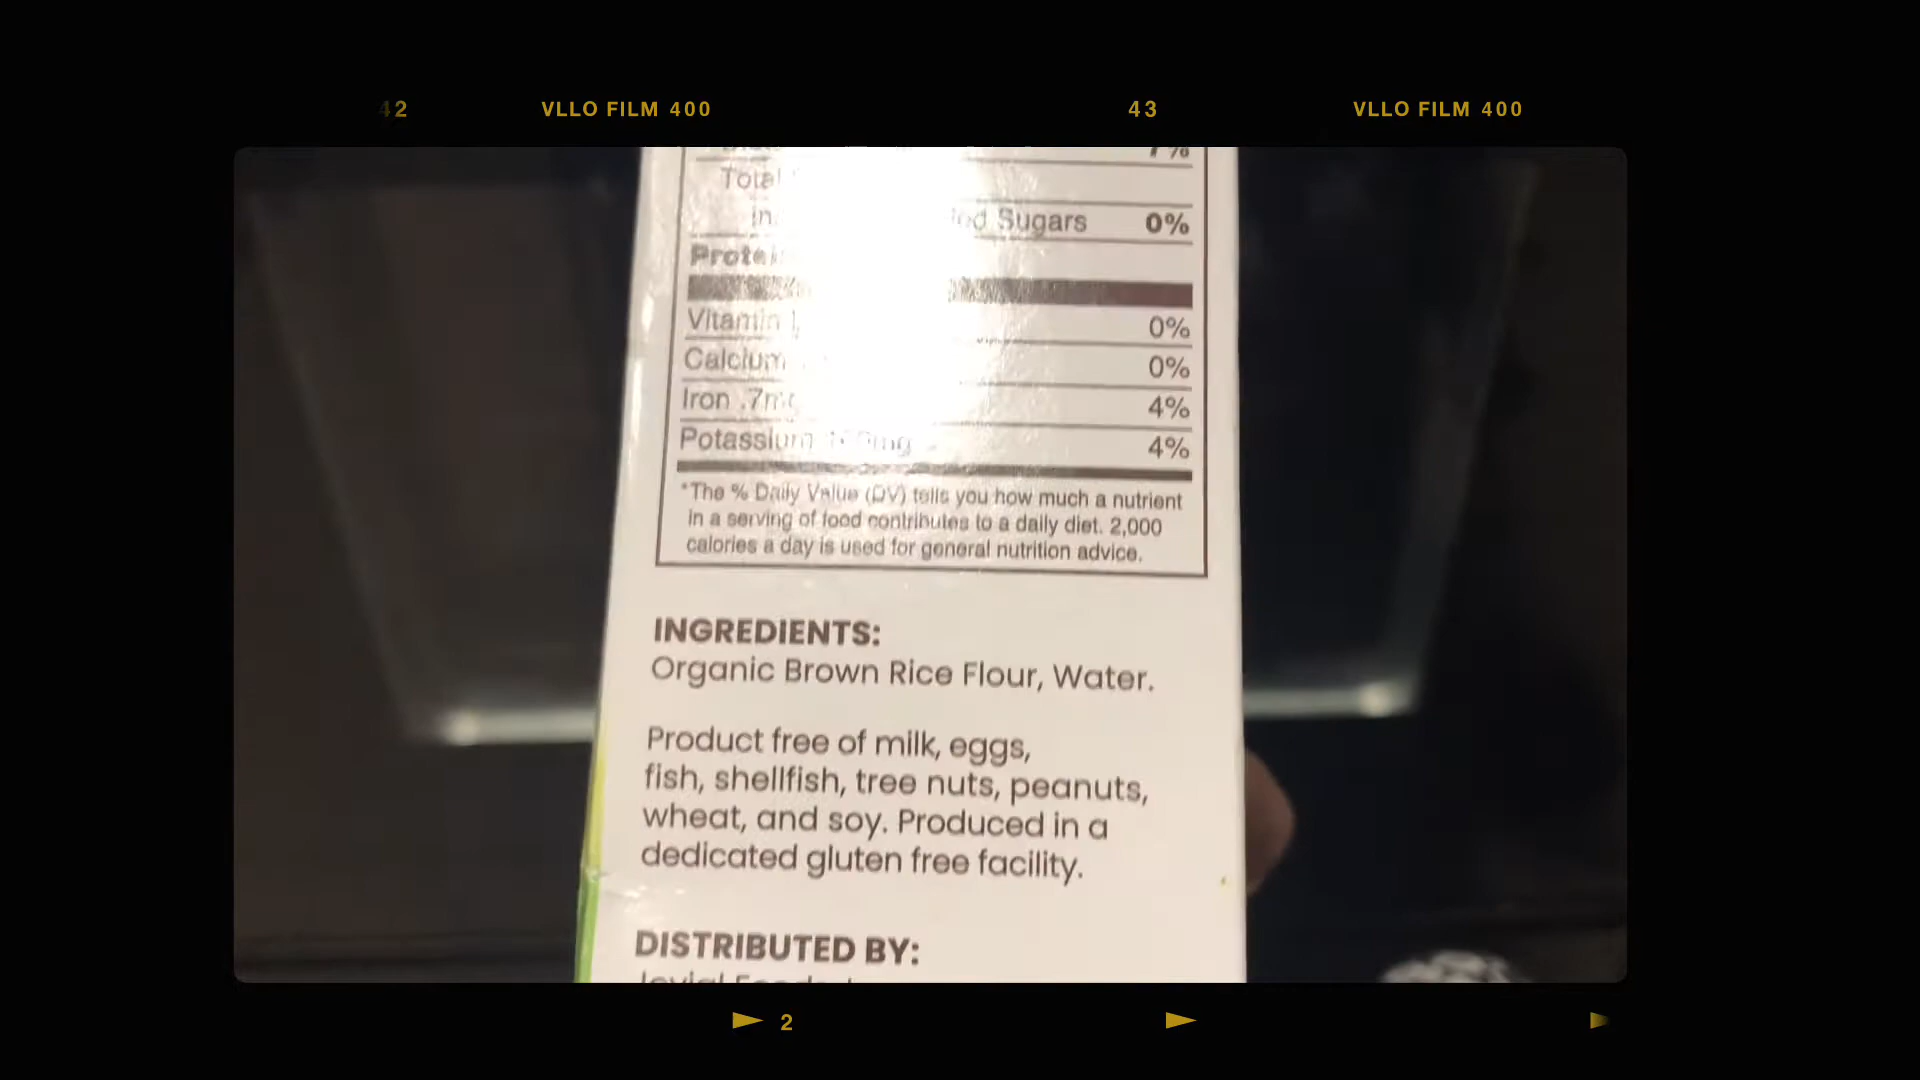 42 VLLO FILM 400 43 VLLO FILM 400
7%
Total
Sugars 0%
Protein
Vitamin 0%
Calcium 0%
Iron .7mg 4%
Potassium 4%
*The % Daily Value (DV) tells you how much a nutrient
in a serving of food contributes to a daily diet. 2,000
calories a day is used for general nutrition advice.
INGREDIENTS:
Organic Brown Rice Flour, Water.
Product free of milk, eggs,
fish, shellfish, tree nuts, peanuts,
wheat, and soy. Produced in a
dedicated gluten free facility.
DISTRIBUTED BY:
2